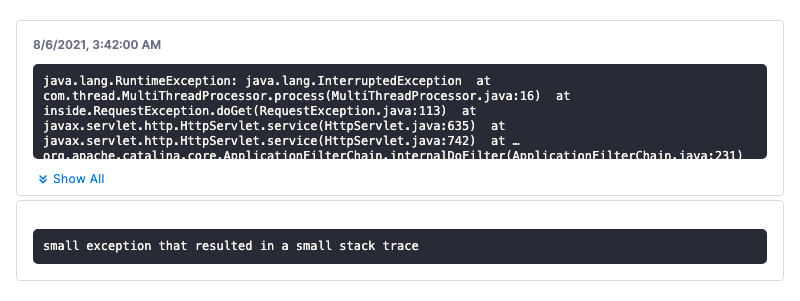 8/6/2021, 3:42:00 AM
java.lang.RuntimeException: java.lang.InterruptedException  at
com.thread.MultiThreadProcessor.process(MultiThreadProcessor.java:16)  at
inside.RequestException.doGet(RequestException.java:113)  at
javax.servlet.http.HttpServlet.service(HttpServlet.java:635)  at
javax.servlet.http.HttpServlet.service(HttpServlet.java:742)  at …
org.apache.catalina.core.ApplicationFilterChain.internalDoFilter(ApplicationFilterChain.java:231)
Show All
small exception that resulted in a small stack trace